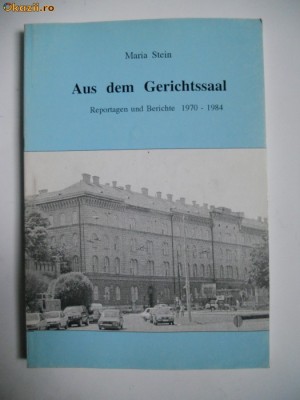 Okazii.ro
Maria Stein
Aus dem Gerichtssaal
Reportagen und Berichte 1970 - 1984